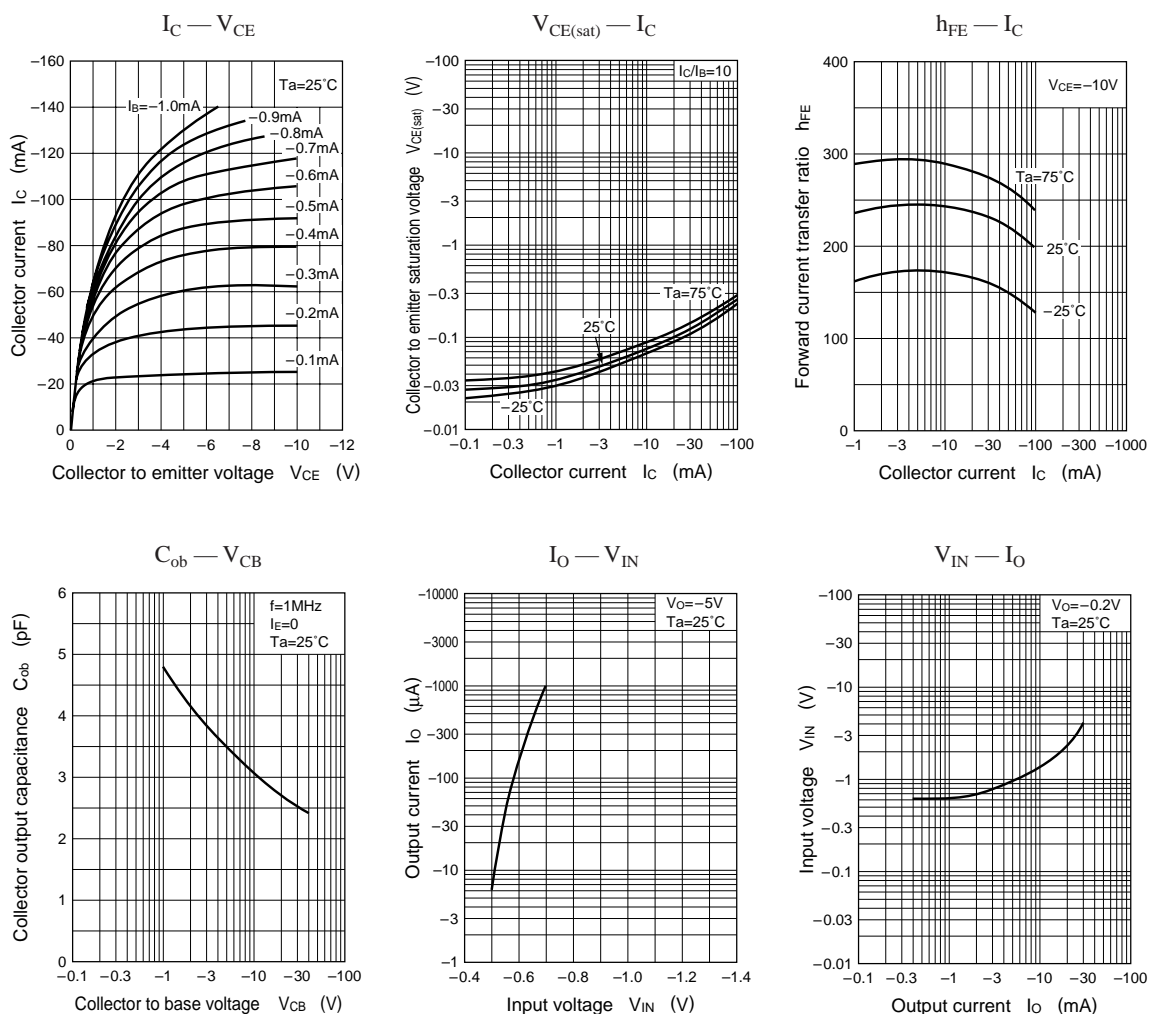 IC — VCE
−160
−140
−120
−100
−80
−60
−40
−20
0
Collector current IC (mA)
Ta=25˚C
IB=−1.0mA
−0.9mA
−0.8mA
−0.7mA
−0.6mA
−0.5mA
−0.4mA
−0.3mA
−0.2mA
−0.1mA
0 −2 −4 −6 −8 −10 −12
Collector to emitter voltage VCE (V)
VCE(sat) — IC
−100
−30
−10
−3
−1
−0.3
−0.1
−0.03
−0.01
Collector to emitter saturation voltage VCE(sat) (V)
IC/IB=10
Ta=75˚C
25˚C
−25˚C
−0.1 −0.3 −1 −3 −10 −30 −100
Collector current IC (mA)
hFE — IC
400
300
200
100
0
Forward current transfer ratio hFE
VCE=−10V
Ta=75˚C
25˚C
−25˚C
−1 −3 −10 −30 −100 −300 −1000
Collector current IC (mA)
Cob — VCB
6
5
4
3
2
1
0
Collector output capacitance Cob (pF)
f=1MHz
IE=0
Ta=25˚C
−0.1 −0.3 −1 −3 −10 −30 −100
Collector to base voltage VCB (V)
IO — VIN
−10000
−3000
−1000
−300
−100
−30
−10
−3
−1
Output current IO (µA)
VO=−5V
Ta=25˚C
−0.4 −0.6 −0.8 −1.0 −1.2 −1.4
Input voltage VIN (V)
VIN — IO
−100
−30
−10
−3
−1
−0.3
−0.1
−0.03
−0.01
Input voltage VIN (V)
VO=−0.2V
Ta=25˚C
−0.1 −0.3 −1 −3 −10 −30 −100
Output current IO (mA)